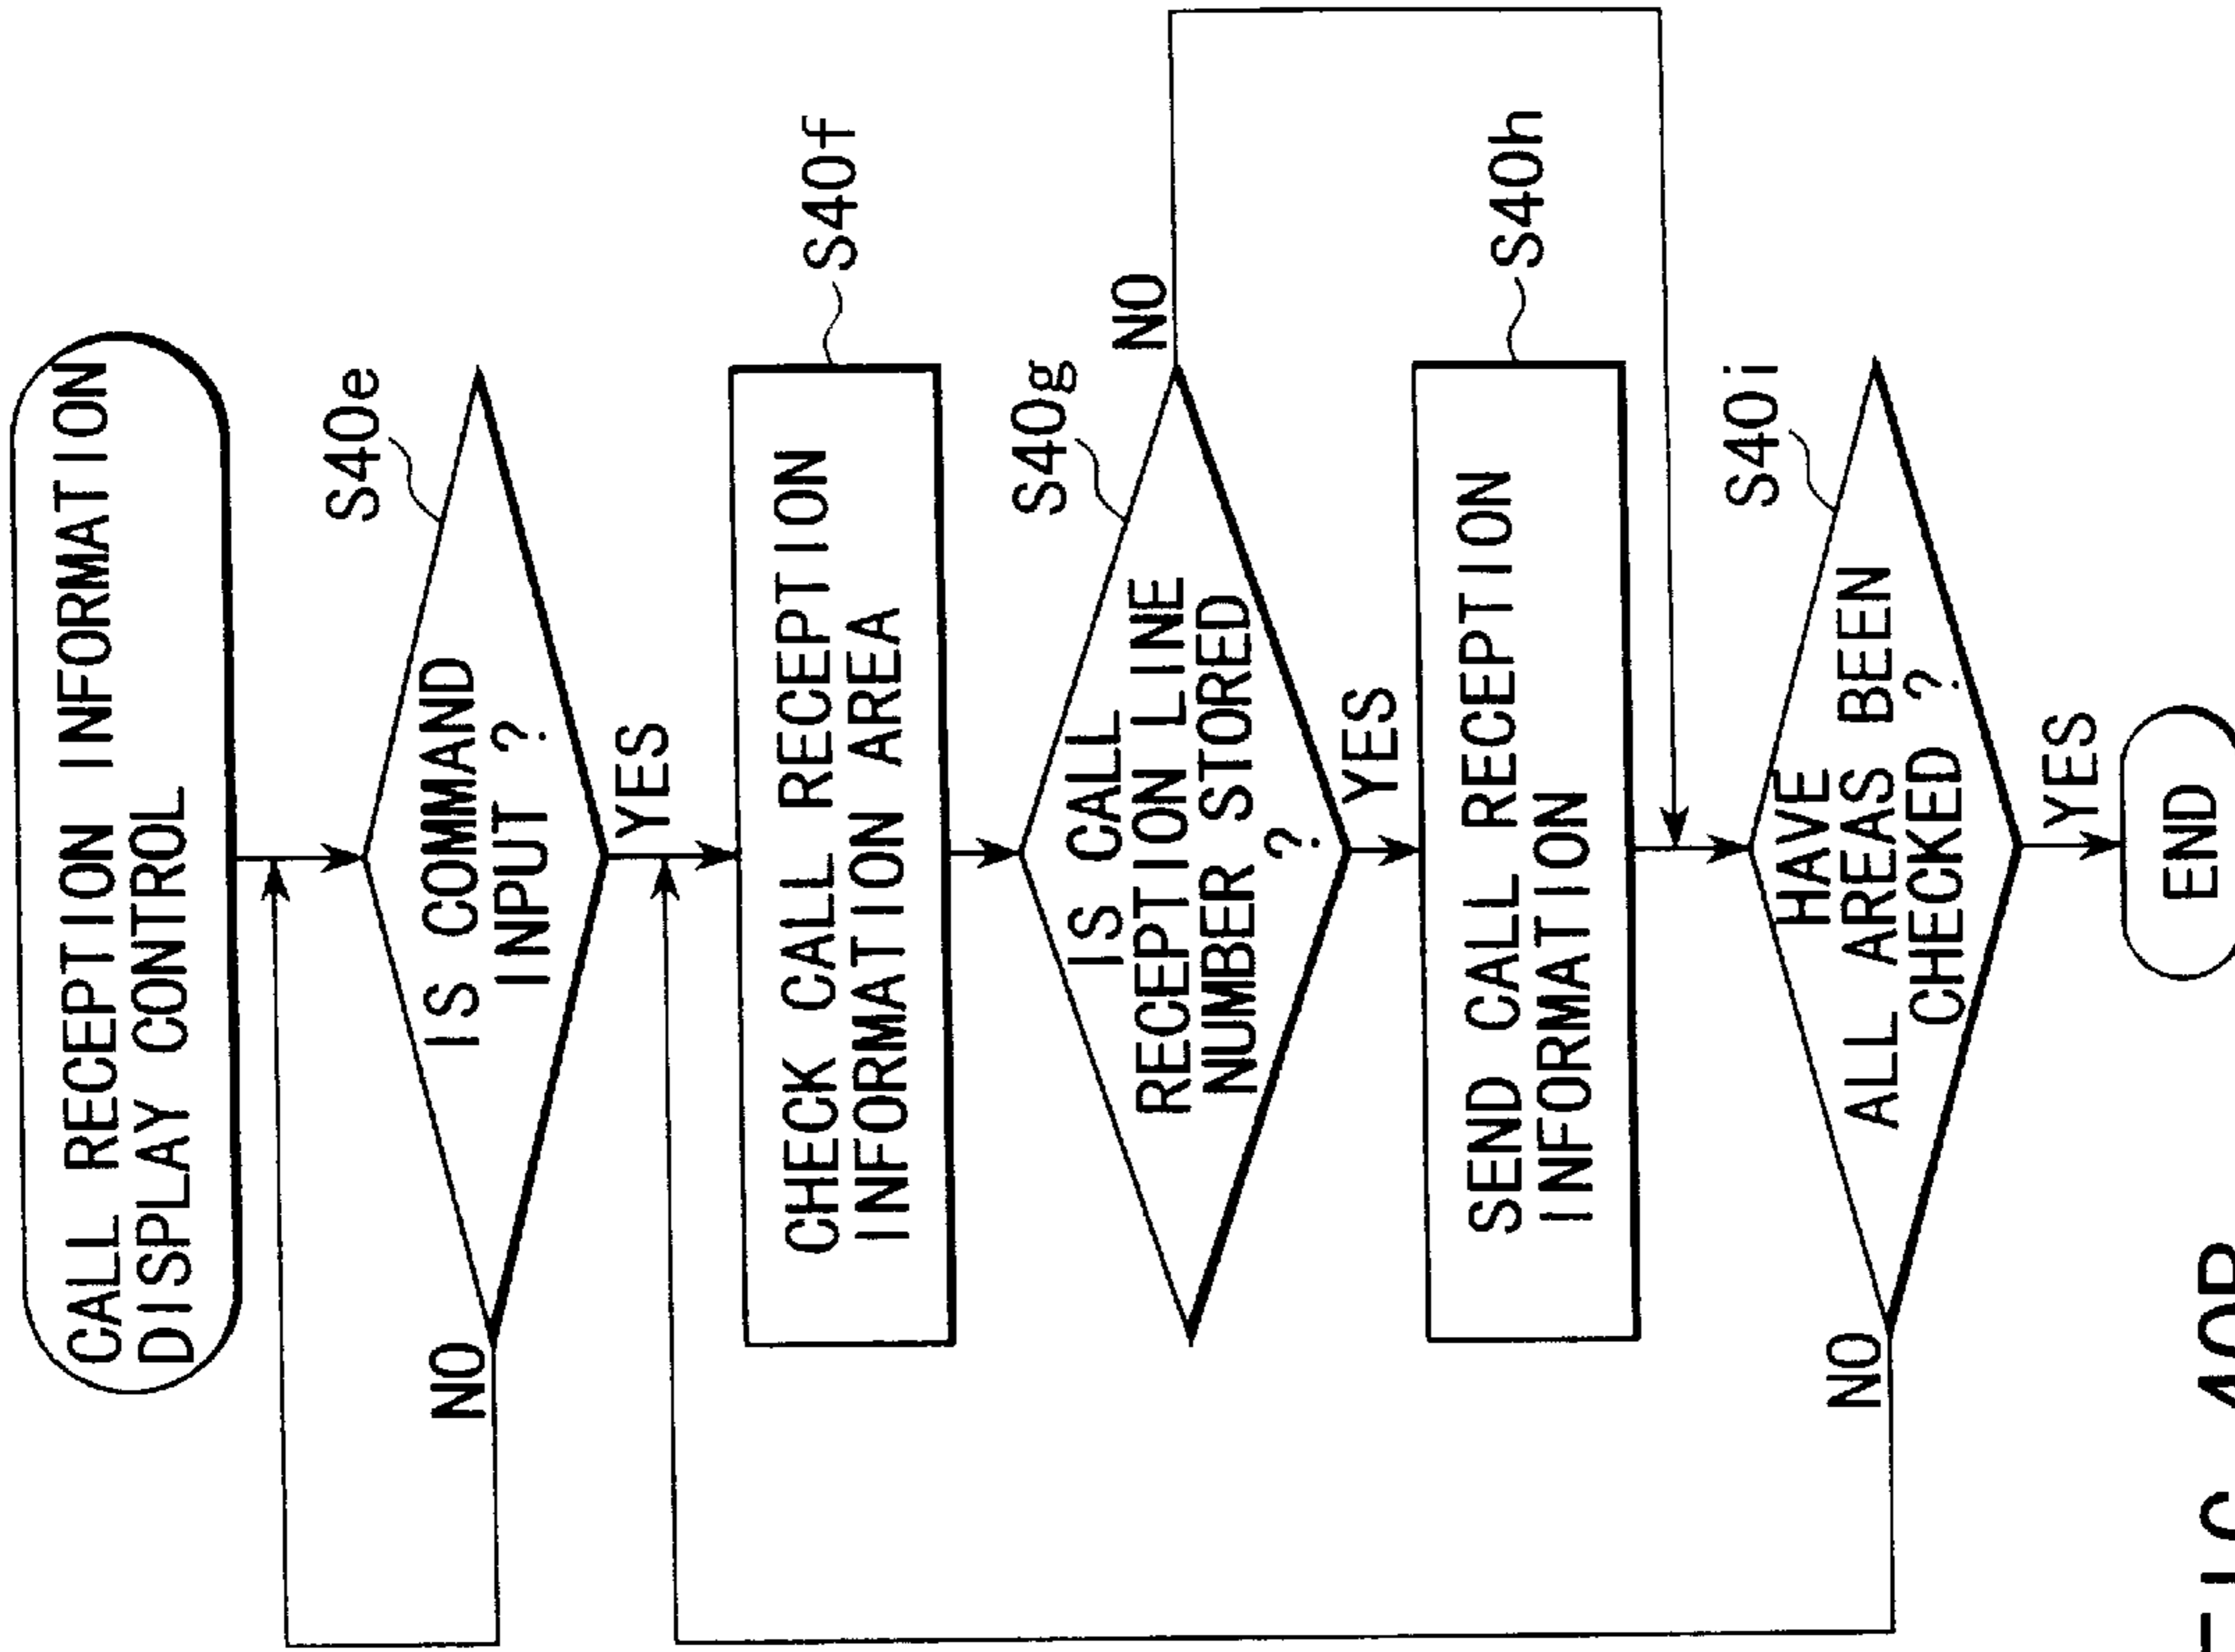 CALL RECEPTION INFORMATION
DISPLAY CONTROL
S40e
IS COMMAND
INPUT ?
NO
YES
S40f
CHECK CALL RECEPTION
INFORMATION AREA
S40g
IS CALL
RECEPTION LINE
NUMBER STORED
?
NO
YES
S40h
SEND CALL RECEPTION
INFORMATION
S40i
HAVE
ALL AREAS BEEN
CHECKED ?
NO
YES
END